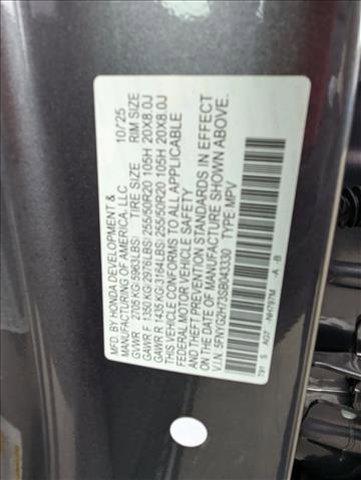 MFD. BY HONDA DEVELOPMENT & 10/25
MANUFACTURING OF AMERICA, LLC
GVWR 2705 KG(5963LBS) TIRE SIZE RIM SIZE
GAWR F 1350 KG(2976LBS) 255/50R20 105H 20X8.0J
GAWR R 1435 KG(3164LBS) 255/50R20 105H 20X8.0J
THIS VEHICLE CONFORMS TO ALL APPLICABLE
FEDERAL MOTOR VEHICLE SAFETY
AND THEFT PREVENTION STANDARDS IN EFFECT
ON THE DATE OF MANUFACTURE SHOWN ABOVE.
V.I.N. 5FNYG2H73SB043330 TYPE: MPV
T91 S A07 NH797M -A -B